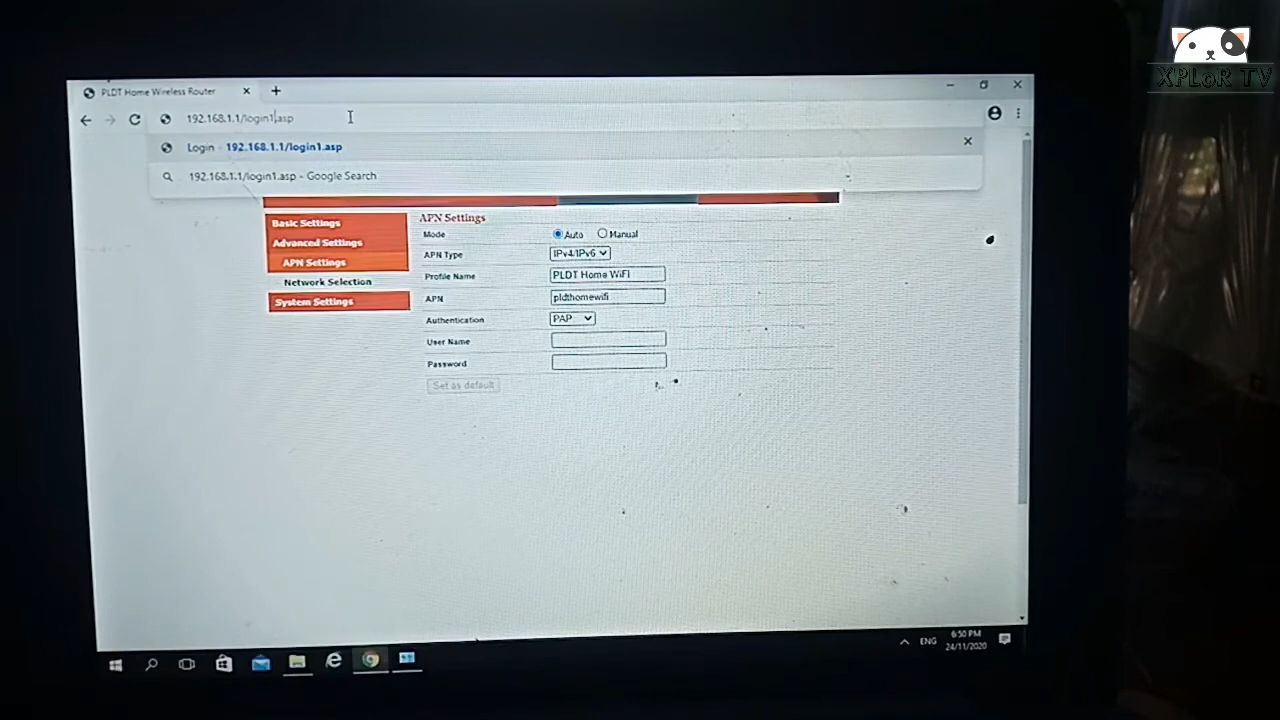 XPLoR TV
PLDT Home Wireless Router
192.168.1.1/login1.asp
Login - 192.168.1.1/login1.asp
192.168.1.1/login1.asp - Google Search
Basic Settings
Advanced Settings
APN Settings
Network Selection
System Settings
APN Settings
Mode Auto Manual
APN Type IPv4/IPv6
Profile Name PLDT Home WiFi
APN pldthomewifi
Authentication PAP
User Name
Password
Set as default
ENG
6:50 PM
24/11/2020